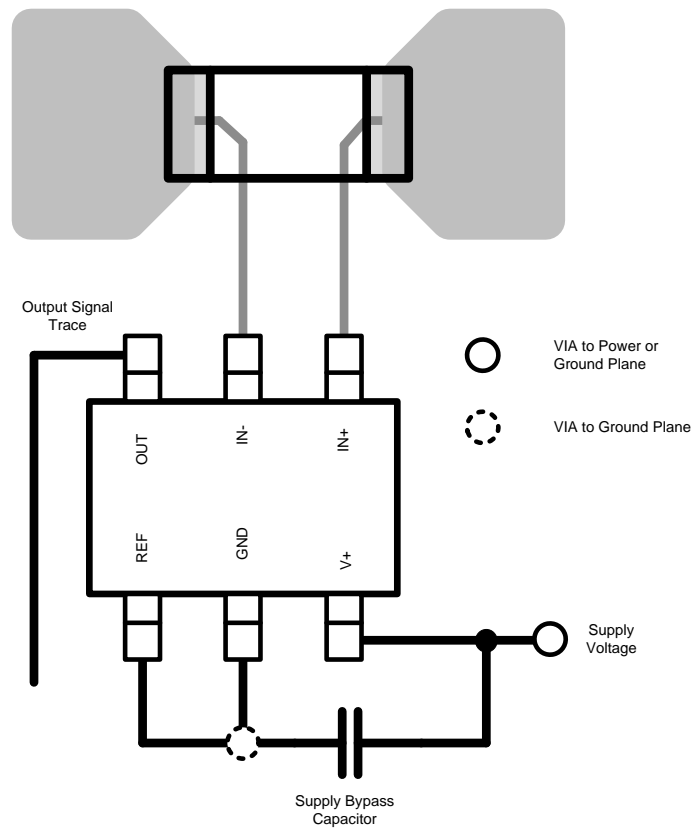 Output Signal
Trace
VIA to Power or
Ground Plane
VIA to Ground Plane
OUT
IN-
IN+
REF
GND
V+
Supply
Voltage
Supply Bypass
Capacitor